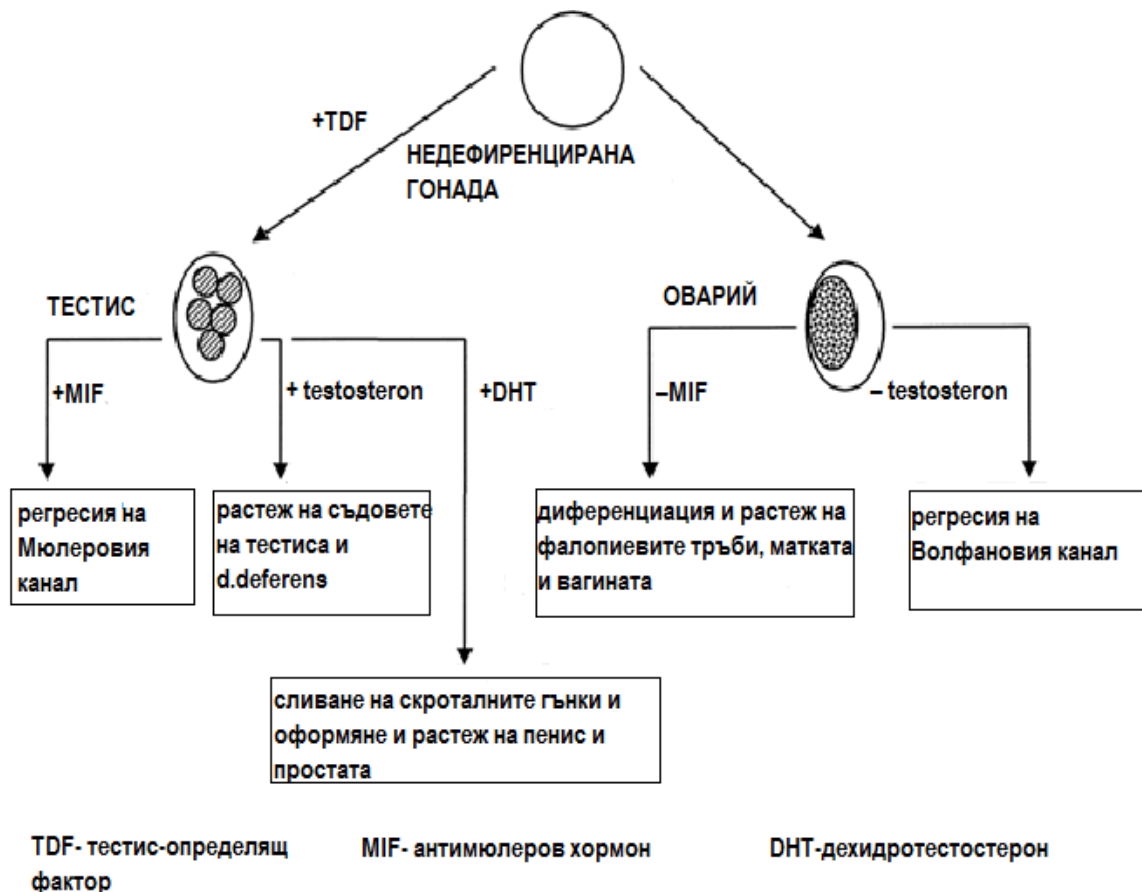 +TDF
НЕДЕФИРЕНЦИРАНА
ГОНАДА
ТЕСТИС
ОВАРИЙ
+MIF
+ testosteron
+DHT
–MIF
– testosteron
регресия на
Мюлеровия
канал
растеж на съдовете
на тестиса и
d.deferens
диференциация и растеж на
фалопиевите тръби, матката
и вагината
регресия на
Волфановия канал
сливане на скроталните гънки и
оформяне и растеж на пенис и
простата
TDF- тестис-определящ
фактор
MIF- антимюлеров хормон
DHT-дехидротестостерон